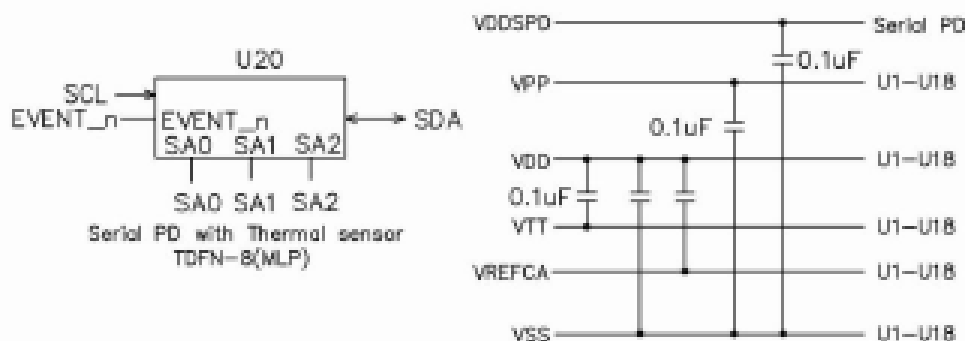 U20
SCL
EVENT_n
EVENT_n
SDA
SA0 SA1 SA2
SA0 SA1 SA2
Serial PD with Thermal sensor
TDFN-8(MLP)
VDDSPD Serial PD
0.1uF
VPP U1-U18
0.1uF
VDD U1-U18
0.1uF
VTT U1-U18
VREFCA U1-U18
VSS U1-U18